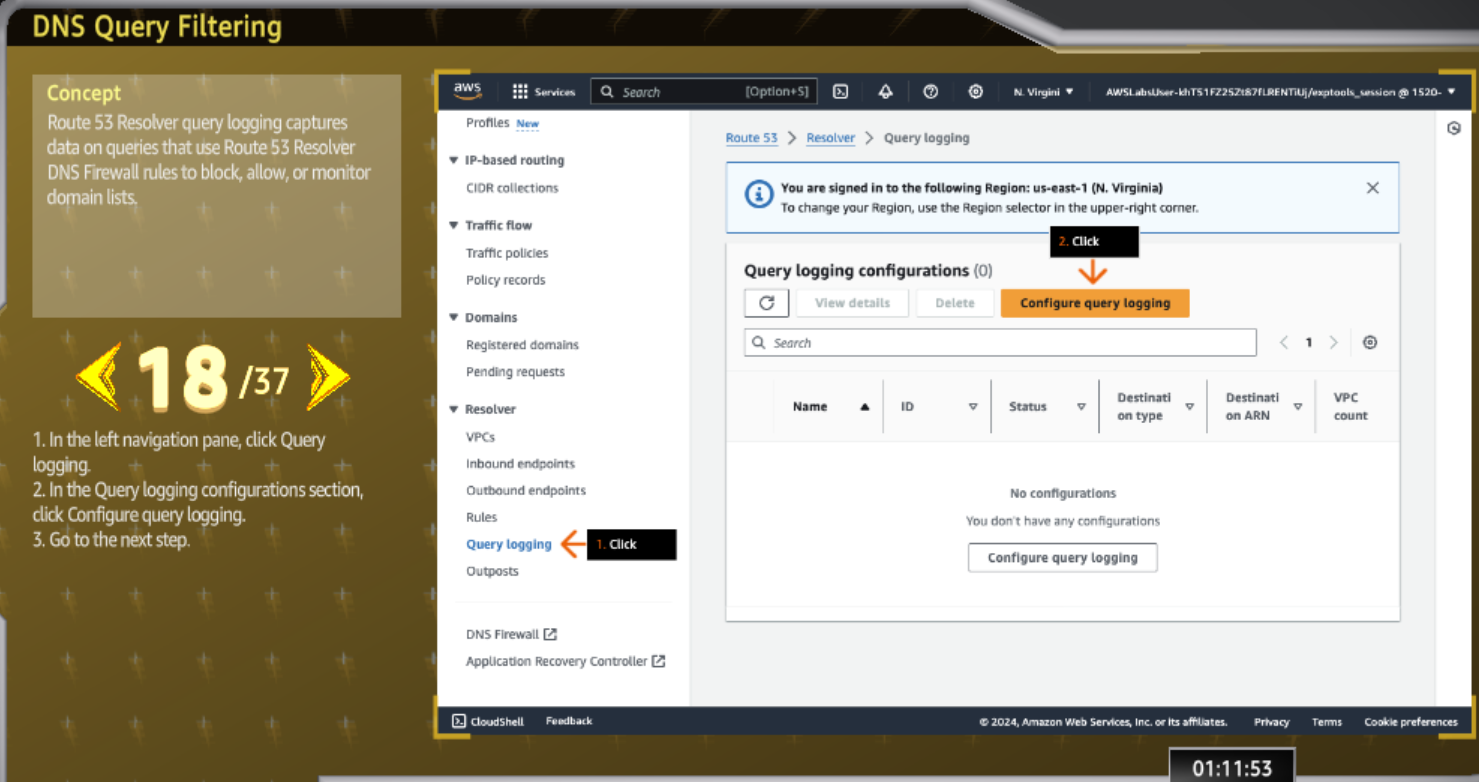 DNS Query Filtering
Concept
Route 53 Resolver query logging captures
data on queries that use Route 53 Resolver
DNS Firewall rules to block, allow, or monitor
domain lists.
18 /37
1. In the left navigation pane, click Query
logging.
2. In the Query logging configurations section,
click Configure query logging.
3. Go to the next step.
aws Services Search [Option+S] N. Virgini AWSLabsUser-khT51FZ25Zt87fLRENTiUj/exptools_session @ 1520-
Profiles New
IP-based routing
CIDR collections
Traffic flow
Traffic policies
Policy records
Domains
Registered domains
Pending requests
Resolver
VPCs
Inbound endpoints
Outbound endpoints
Rules
Query logging
1. Click
Outposts
DNS Firewall
Application Recovery Controller
Route 53 > Resolver > Query logging
You are signed in to the following Region: us-east-1 (N. Virginia)
To change your Region, use the Region selector in the upper-right corner.
2. Click
Query logging configurations (0)
View details Delete Configure query logging
Search
1
Name ID Status Destinati Destinati VPC
on type on ARN count
No configurations
You don't have any configurations
Configure query logging
CloudShell Feedback © 2024, Amazon Web Services, Inc. or its affiliates. Privacy Terms Cookie preferences
01:11:53